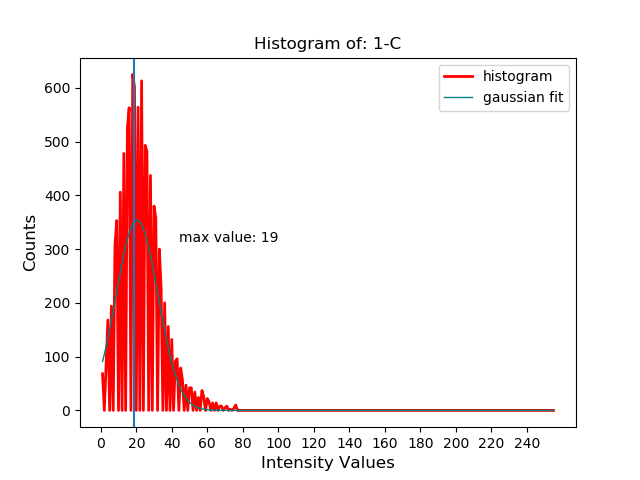 Histogram of: 1-C
histogram
gaussian fit
600
500
400
300
200
100
0
Counts
max value: 19
0 20 40 60 80 100 120 140 160 180 200 220 240
Intensity Values